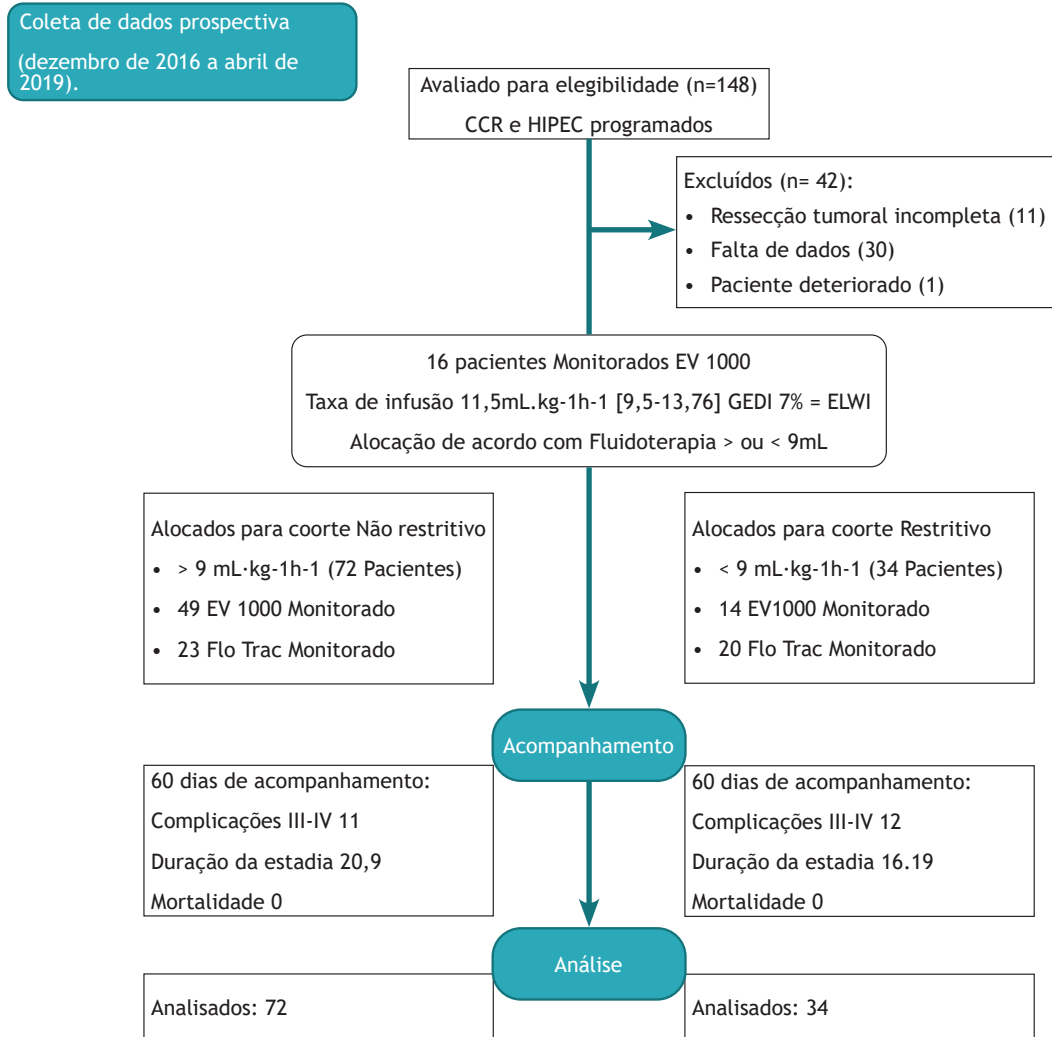 Coleta de dados prospectiva
(dezembro de 2016 a abril de
2019).
Avaliado para elegibilidade (n=148)
CCR e HIPEC programados
Excluídos (n= 42):
• Ressecção tumoral incompleta (11)
• Falta de dados (30)
• Paciente deteriorado (1)
16 pacientes Monitorados EV 1000
Taxa de infusão 11,5mL.kg-1h-1 [9,5-13,76] GEDI 7% = ELWI
Alocação de acordo com Fluidoterapia > ou < 9mL
Alocados para coorte Não restritivo
• > 9 mL·kg-1h-1 (72 Pacientes)
• 49 EV 1000 Monitorado
• 23 Flo Trac Monitorado
Alocados para coorte Restritivo
• < 9 mL·kg-1h-1 (34 Pacientes)
• 14 EV1000 Monitorado
• 20 Flo Trac Monitorado
Acompanhamento
60 dias de acompanhamento:
Complicações III-IV 11
Duração da estadia 20,9
Mortalidade 0
60 dias de acompanhamento:
Complicações III-IV 12
Duração da estadia 16.19
Mortalidade 0
Análise
Analisados: 72
Analisados: 34